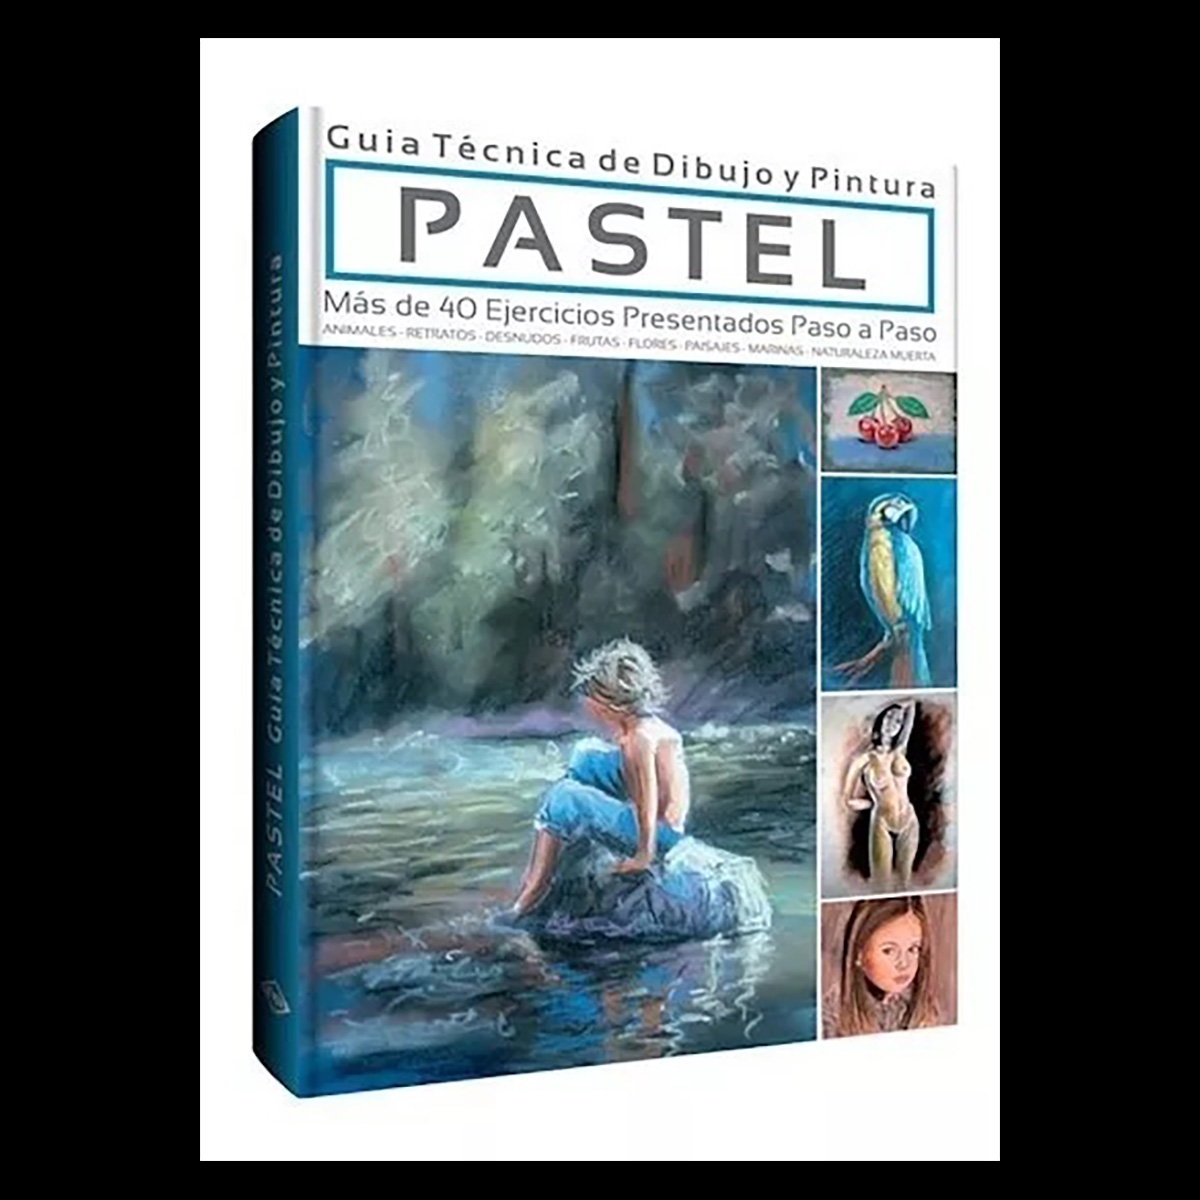 Guia Técnica de Dibujo y Pintura
PASTEL
Más de 40 Ejercicios Presentados Paso a Paso
ANIMALES - RETRATOS - DESNUDOS - FRUTAS - FLORES - PAISAJES - MARINAS - NATURALEZA MUERTA
PASTEL Guia Técnica de Dibujo y Pintura